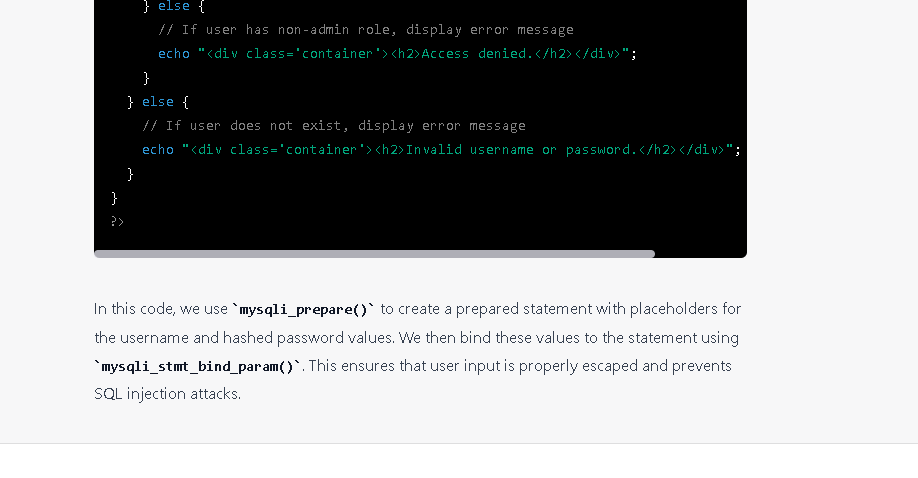 } else {
// If user has non-admin role, display error message
echo "<div class='container'><h2>Access denied.</h2></div>";
}
} else {
// If user does not exist, display error message
echo "<div class='container'><h2>Invalid username or password.</h2></div>";
}
}
?>
In this code, we use `mysqli_prepare()` to create a prepared statement with placeholders for
the username and hashed password values. We then bind these values to the statement using
`mysqli_stmt_bind_param()`. This ensures that user input is properly escaped and prevents
SQL injection attacks.